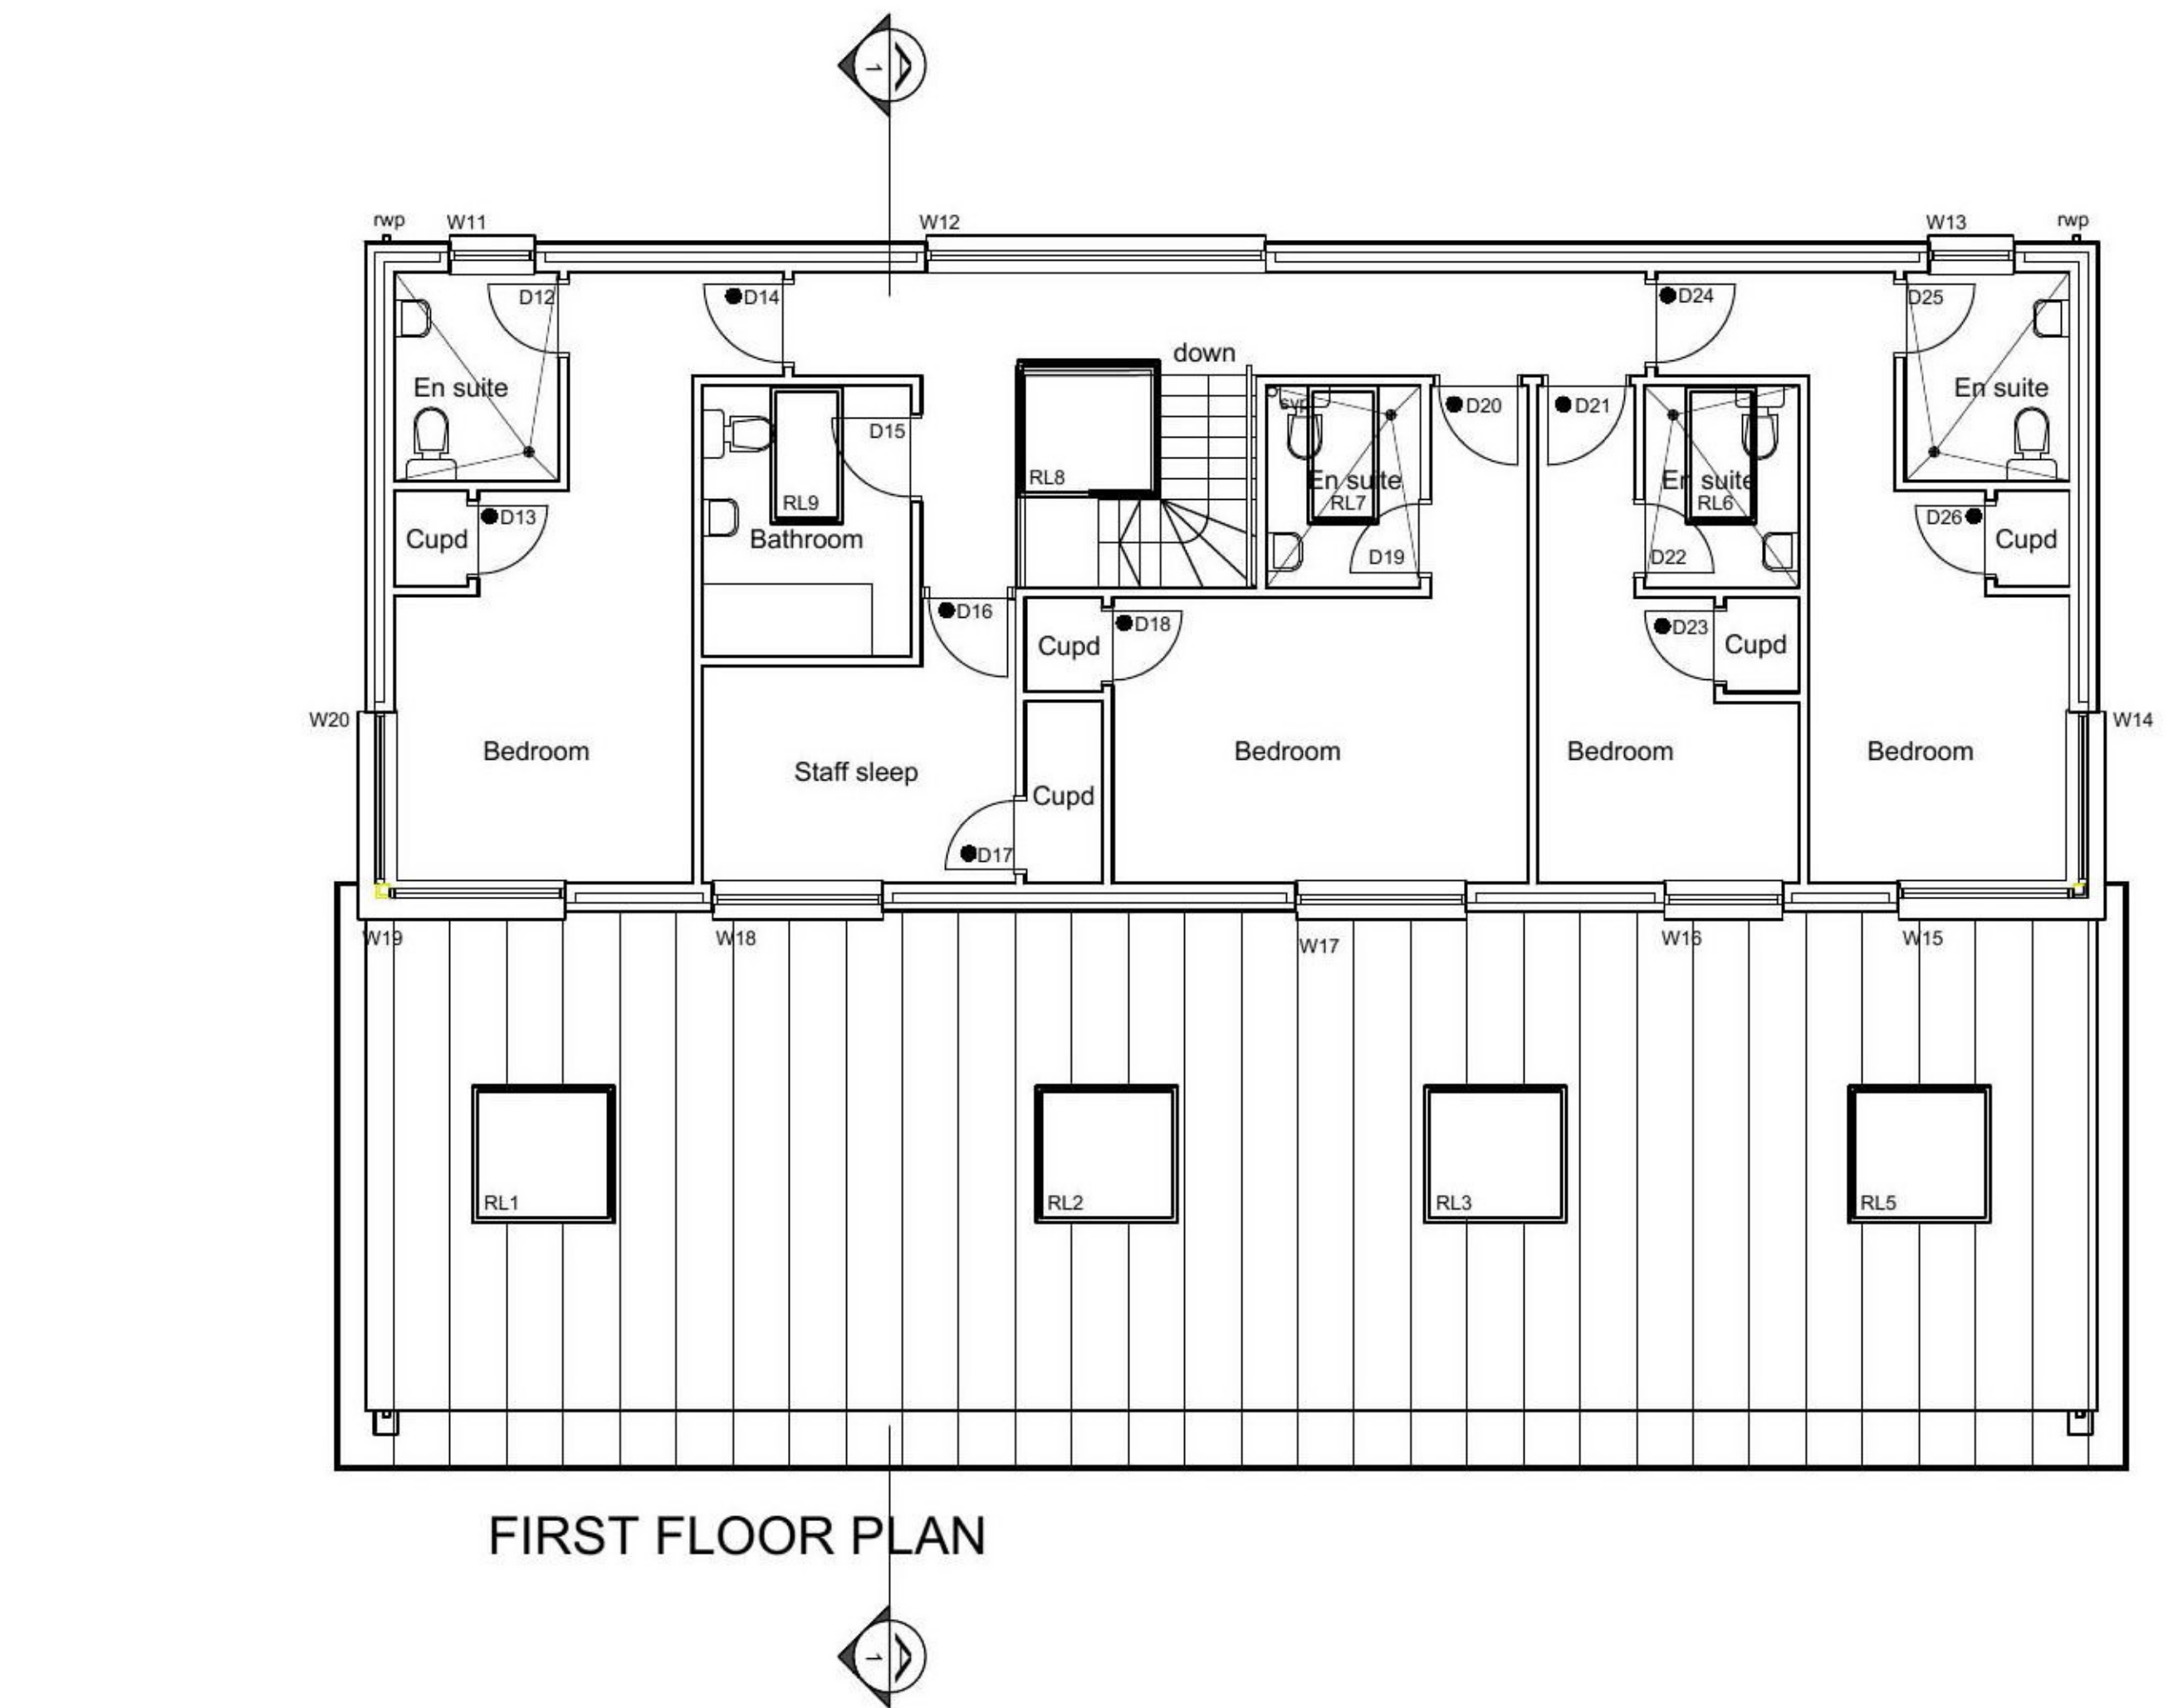 1
rwp
W11
W12
W13
rwp
D12
D14
D24
D25
down
En suite
En suite
D15
D20
D21
RL8
En suite
En suite
RL9
RL7
RL6
D13
D26
Cupd
Bathroom
Cupd
D19
D22
D16
D18
D23
Cupd
Cupd
W20
W14
Bedroom
Staff sleep
Bedroom
Bedroom
Bedroom
Cupd
D17
W19
W18
W17
W16
W15
RL1
RL2
RL3
RL5
FIRST FLOOR PLAN
1